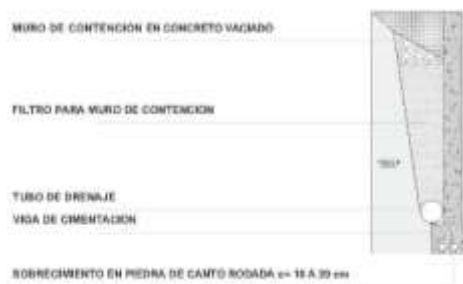 MURO DE CONTENCION EN CONCRETO VACIADO
FILTRO PARA MURO DE CONTENCION
TUBO DE DRENAJE
VIGA DE CIMENTACION
SOBRECIMIENTO EN PIEDRA DE CANTO RODADA